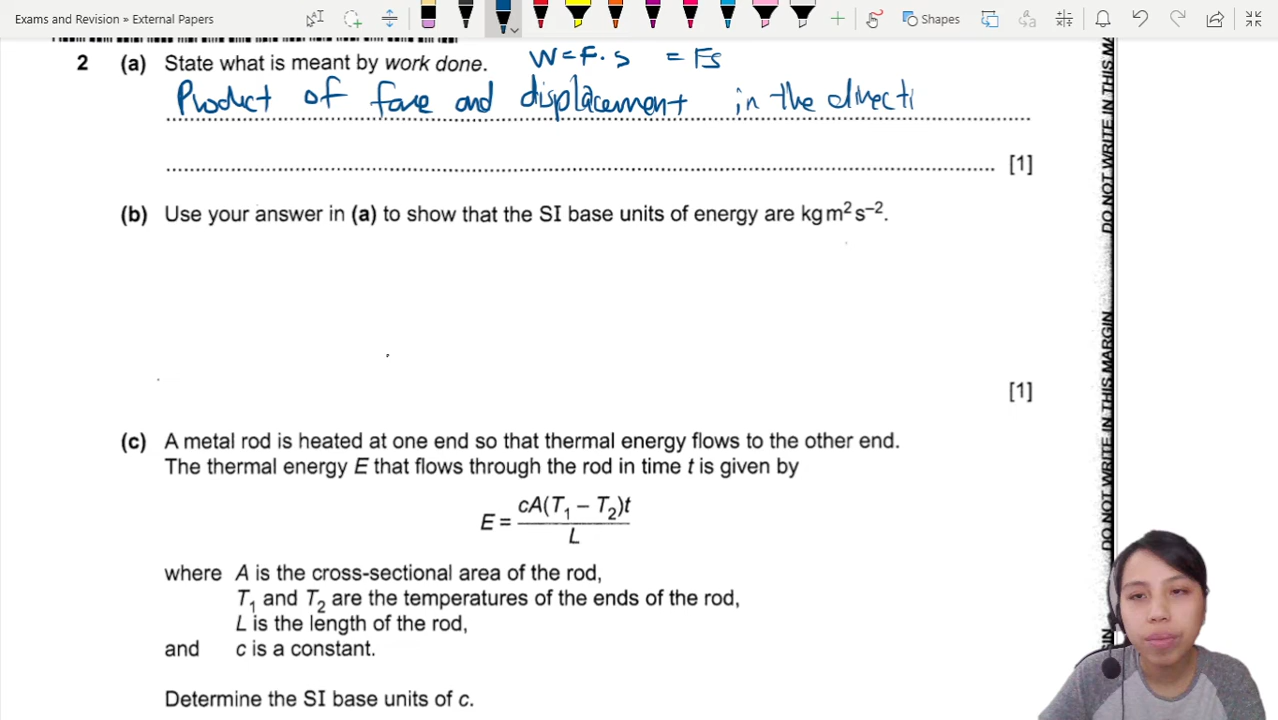 Exams and Revision » External Papers
Shapes
2 (a) State what is meant by work done. W = F · s = Fs
Product of force and displacement in the directi
[1]
(b) Use your answer in (a) to show that the SI base units of energy are kg m² s⁻².
[1]
(c) A metal rod is heated at one end so that thermal energy flows to the other end.
The thermal energy E that flows through the rod in time t is given by
E = cA(T₁ – T₂)t / L
where A is the cross-sectional area of the rod,
T₁ and T₂ are the temperatures of the ends of the rod,
L is the length of the rod,
and c is a constant.
Determine the SI base units of c.
DO NOT WRITE IN THIS MA
DO NOT WRITE IN THIS MARGIN
DO NOT WRITE IN THIS MARGIN